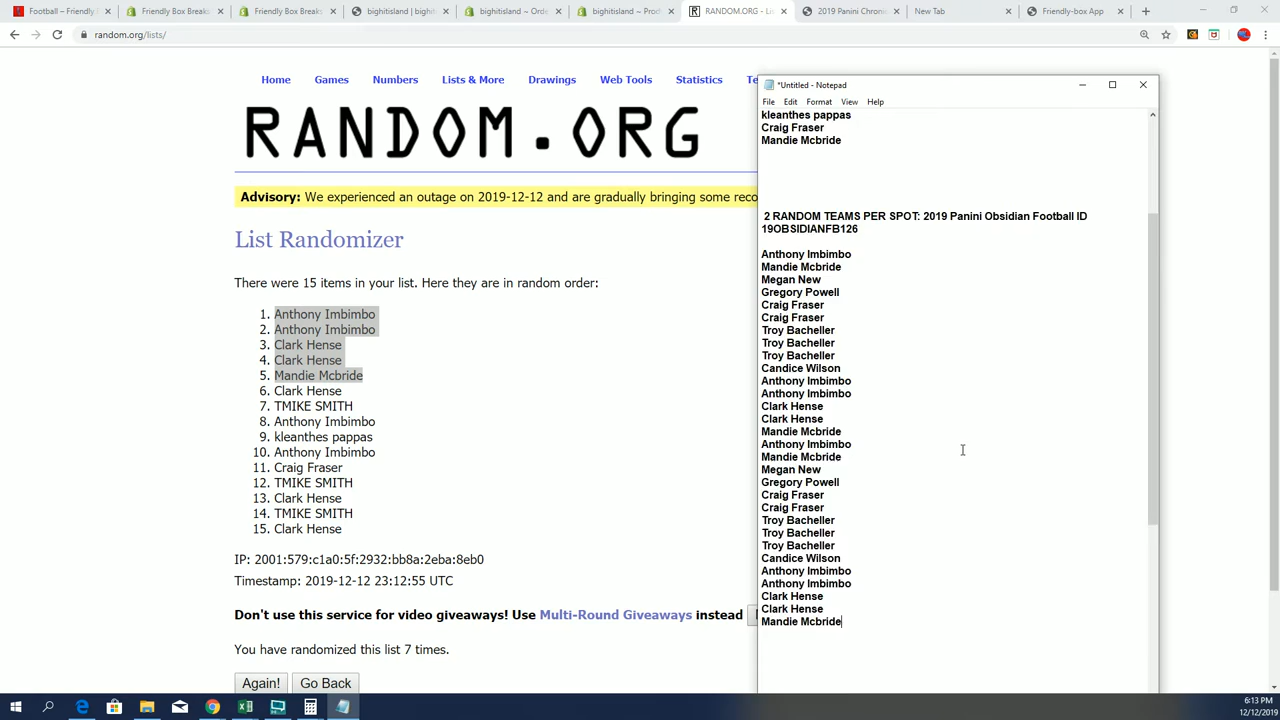 Football – Friendly
Friendly Box Breaks
Friendly Box Breaks
bighitisland | bight
bighitisland ~ Orde
bighitisland ~ Prod
RANDOM.ORG - Li
2019 Panini Chroni
New Tab
Friendly-box App
random.org/lists/
Home
Games
Numbers
Lists & More
Drawings
Web Tools
Statistics
Te
RANDOM.ORG
Advisory: We experienced an outage on 2019-12-12 and are gradually bringing some reco
List Randomizer
There were 15 items in your list. Here they are in random order:
1. Anthony Imbimbo
2. Anthony Imbimbo
3. Clark Hense
4. Clark Hense
5. Mandie Mcbride
6. Clark Hense
7. TMIKE SMITH
8. Anthony Imbimbo
9. kleanthes pappas
10. Anthony Imbimbo
11. Craig Fraser
12. TMIKE SMITH
13. Clark Hense
14. TMIKE SMITH
15. Clark Hense
IP: 2001:579:c1a0:5f:2932:bb8a:2eba:8eb0
Timestamp: 2019-12-12 23:12:55 UTC
Don't use this service for video giveaways! Use Multi-Round Giveaways instead
You have randomized this list 7 times.
Again!
Go Back
*Untitled - Notepad
File
Edit
Format
View
Help
kleanthes pappas
Craig Fraser
Mandie Mcbride
2 RANDOM TEAMS PER SPOT: 2019 Panini Obsidian Football ID
19OBSIDIANFB126
Anthony Imbimbo
Mandie Mcbride
Megan New
Gregory Powell
Craig Fraser
Craig Fraser
Troy Bacheller
Troy Bacheller
Troy Bacheller
Candice Wilson
Anthony Imbimbo
Anthony Imbimbo
Clark Hense
Clark Hense
Mandie Mcbride
Anthony Imbimbo
Mandie Mcbride
Megan New
Gregory Powell
Craig Fraser
Craig Fraser
Troy Bacheller
Troy Bacheller
Troy Bacheller
Candice Wilson
Anthony Imbimbo
Anthony Imbimbo
Clark Hense
Clark Hense
Mandie Mcbride
6:13 PM
12/12/2019